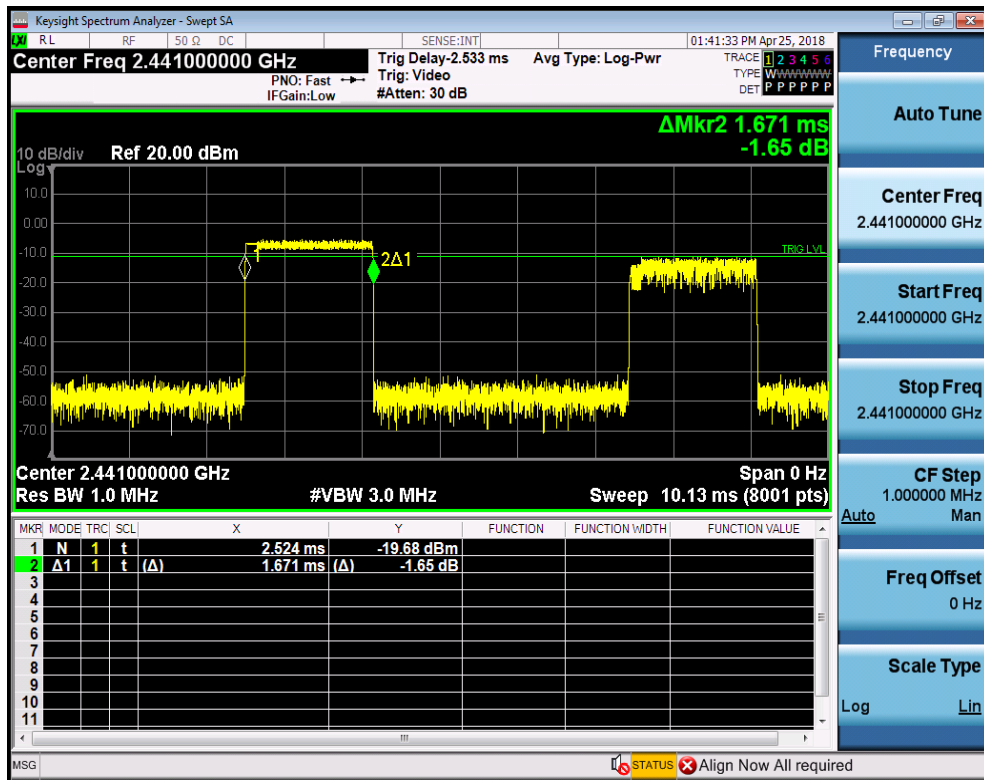 Keysight Spectrum Analyzer - Swept SA
LXI RL RF 50 Ω DC SENSE:INT 01:41:33 PM Apr 25, 2018
Center Freq 2.441000000 GHz
PNO: Fast
IFGain:Low
Trig Delay-2.533 ms
Trig: Video
#Atten: 30 dB
Avg Type: Log-Pwr
TRACE 1 2 3 4 5 6
TYPE WWWWWW
DET P P P P P P
ΔMkr2 1.671 ms
-1.65 dB
10 dB/div Ref 20.00 dBm
Log
10.0
0.00
-10.0
-20.0
-30.0
-40.0
-50.0
-60.0
-70.0
2Δ1
TRIG LVL
Center 2.441000000 GHz Span 0 Hz
Res BW 1.0 MHz #VBW 3.0 MHz Sweep 10.13 ms (8001 pts)
MKR MODE TRC SCL X Y FUNCTION FUNCTION WIDTH FUNCTION VALUE
1 N 1 t 2.524 ms -19.68 dBm
2 Δ1 1 t (Δ) 1.671 ms (Δ) -1.65 dB
3
4
5
6
7
8
9
10
11
MSG STATUS Align Now All required
Frequency
Auto Tune
Center Freq
2.441000000 GHz
Start Freq
2.441000000 GHz
Stop Freq
2.441000000 GHz
CF Step
1.000000 MHz
Auto Man
Freq Offset
0 Hz
Scale Type
Log Lin